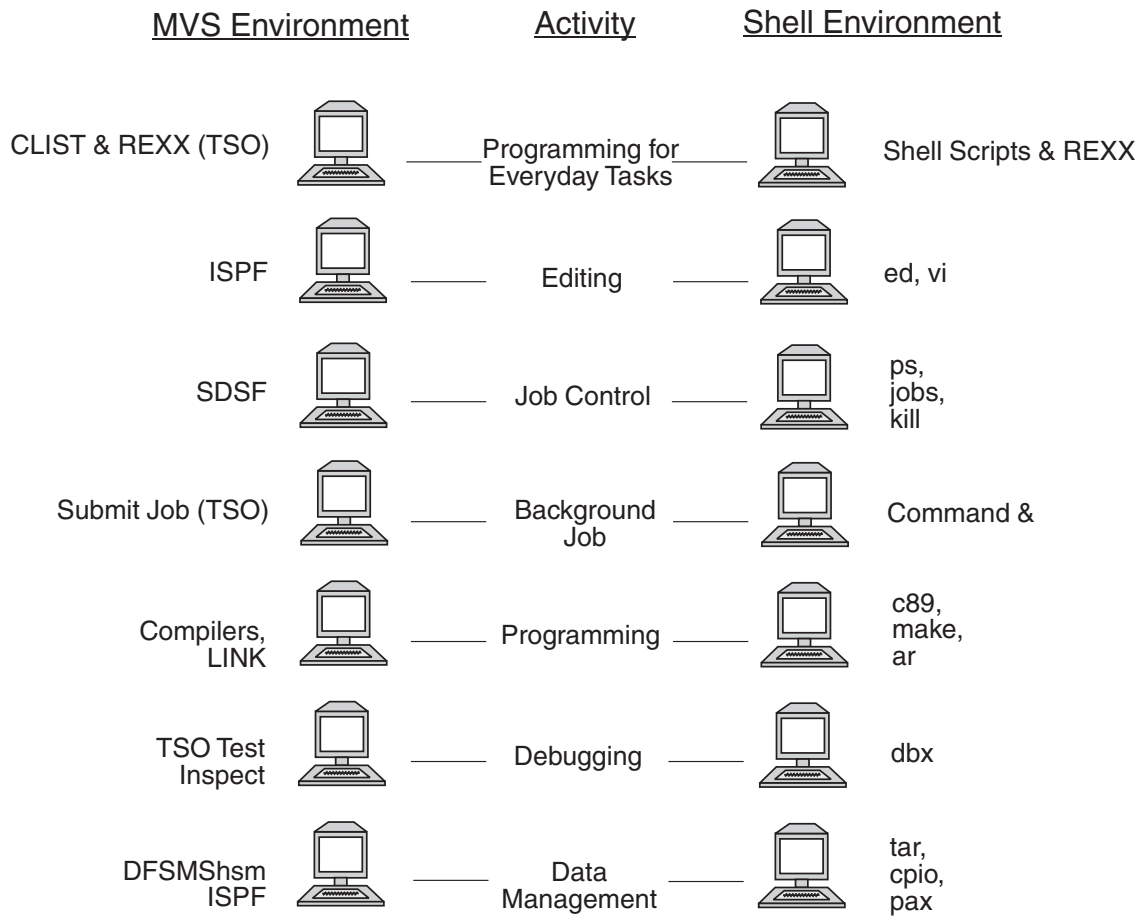 MVS Environment
Activity
Shell Environment
CLIST & REXX (TSO)
Programming for
Everyday Tasks
Shell Scripts & REXX
ISPF
Editing
ed, vi
SDSF
Job Control
ps,
jobs,
kill
Submit Job (TSO)
Background
Job
Command &
Compilers,
LINK
Programming
c89,
make,
ar
TSO Test
Inspect
Debugging
dbx
DFSMShsm
ISPF
Data
Management
tar,
cpio,
pax